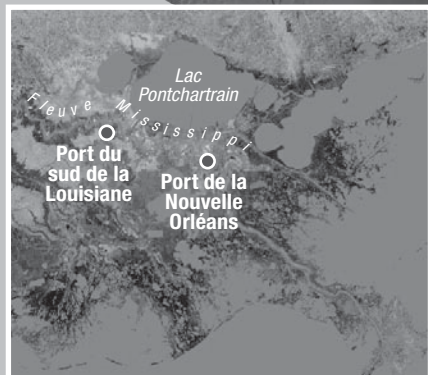 Lac
Pontchartrain
Fleuve Mississippi
Port du
sud de la
Louisiane
Port de la
Nouvelle
Orléans